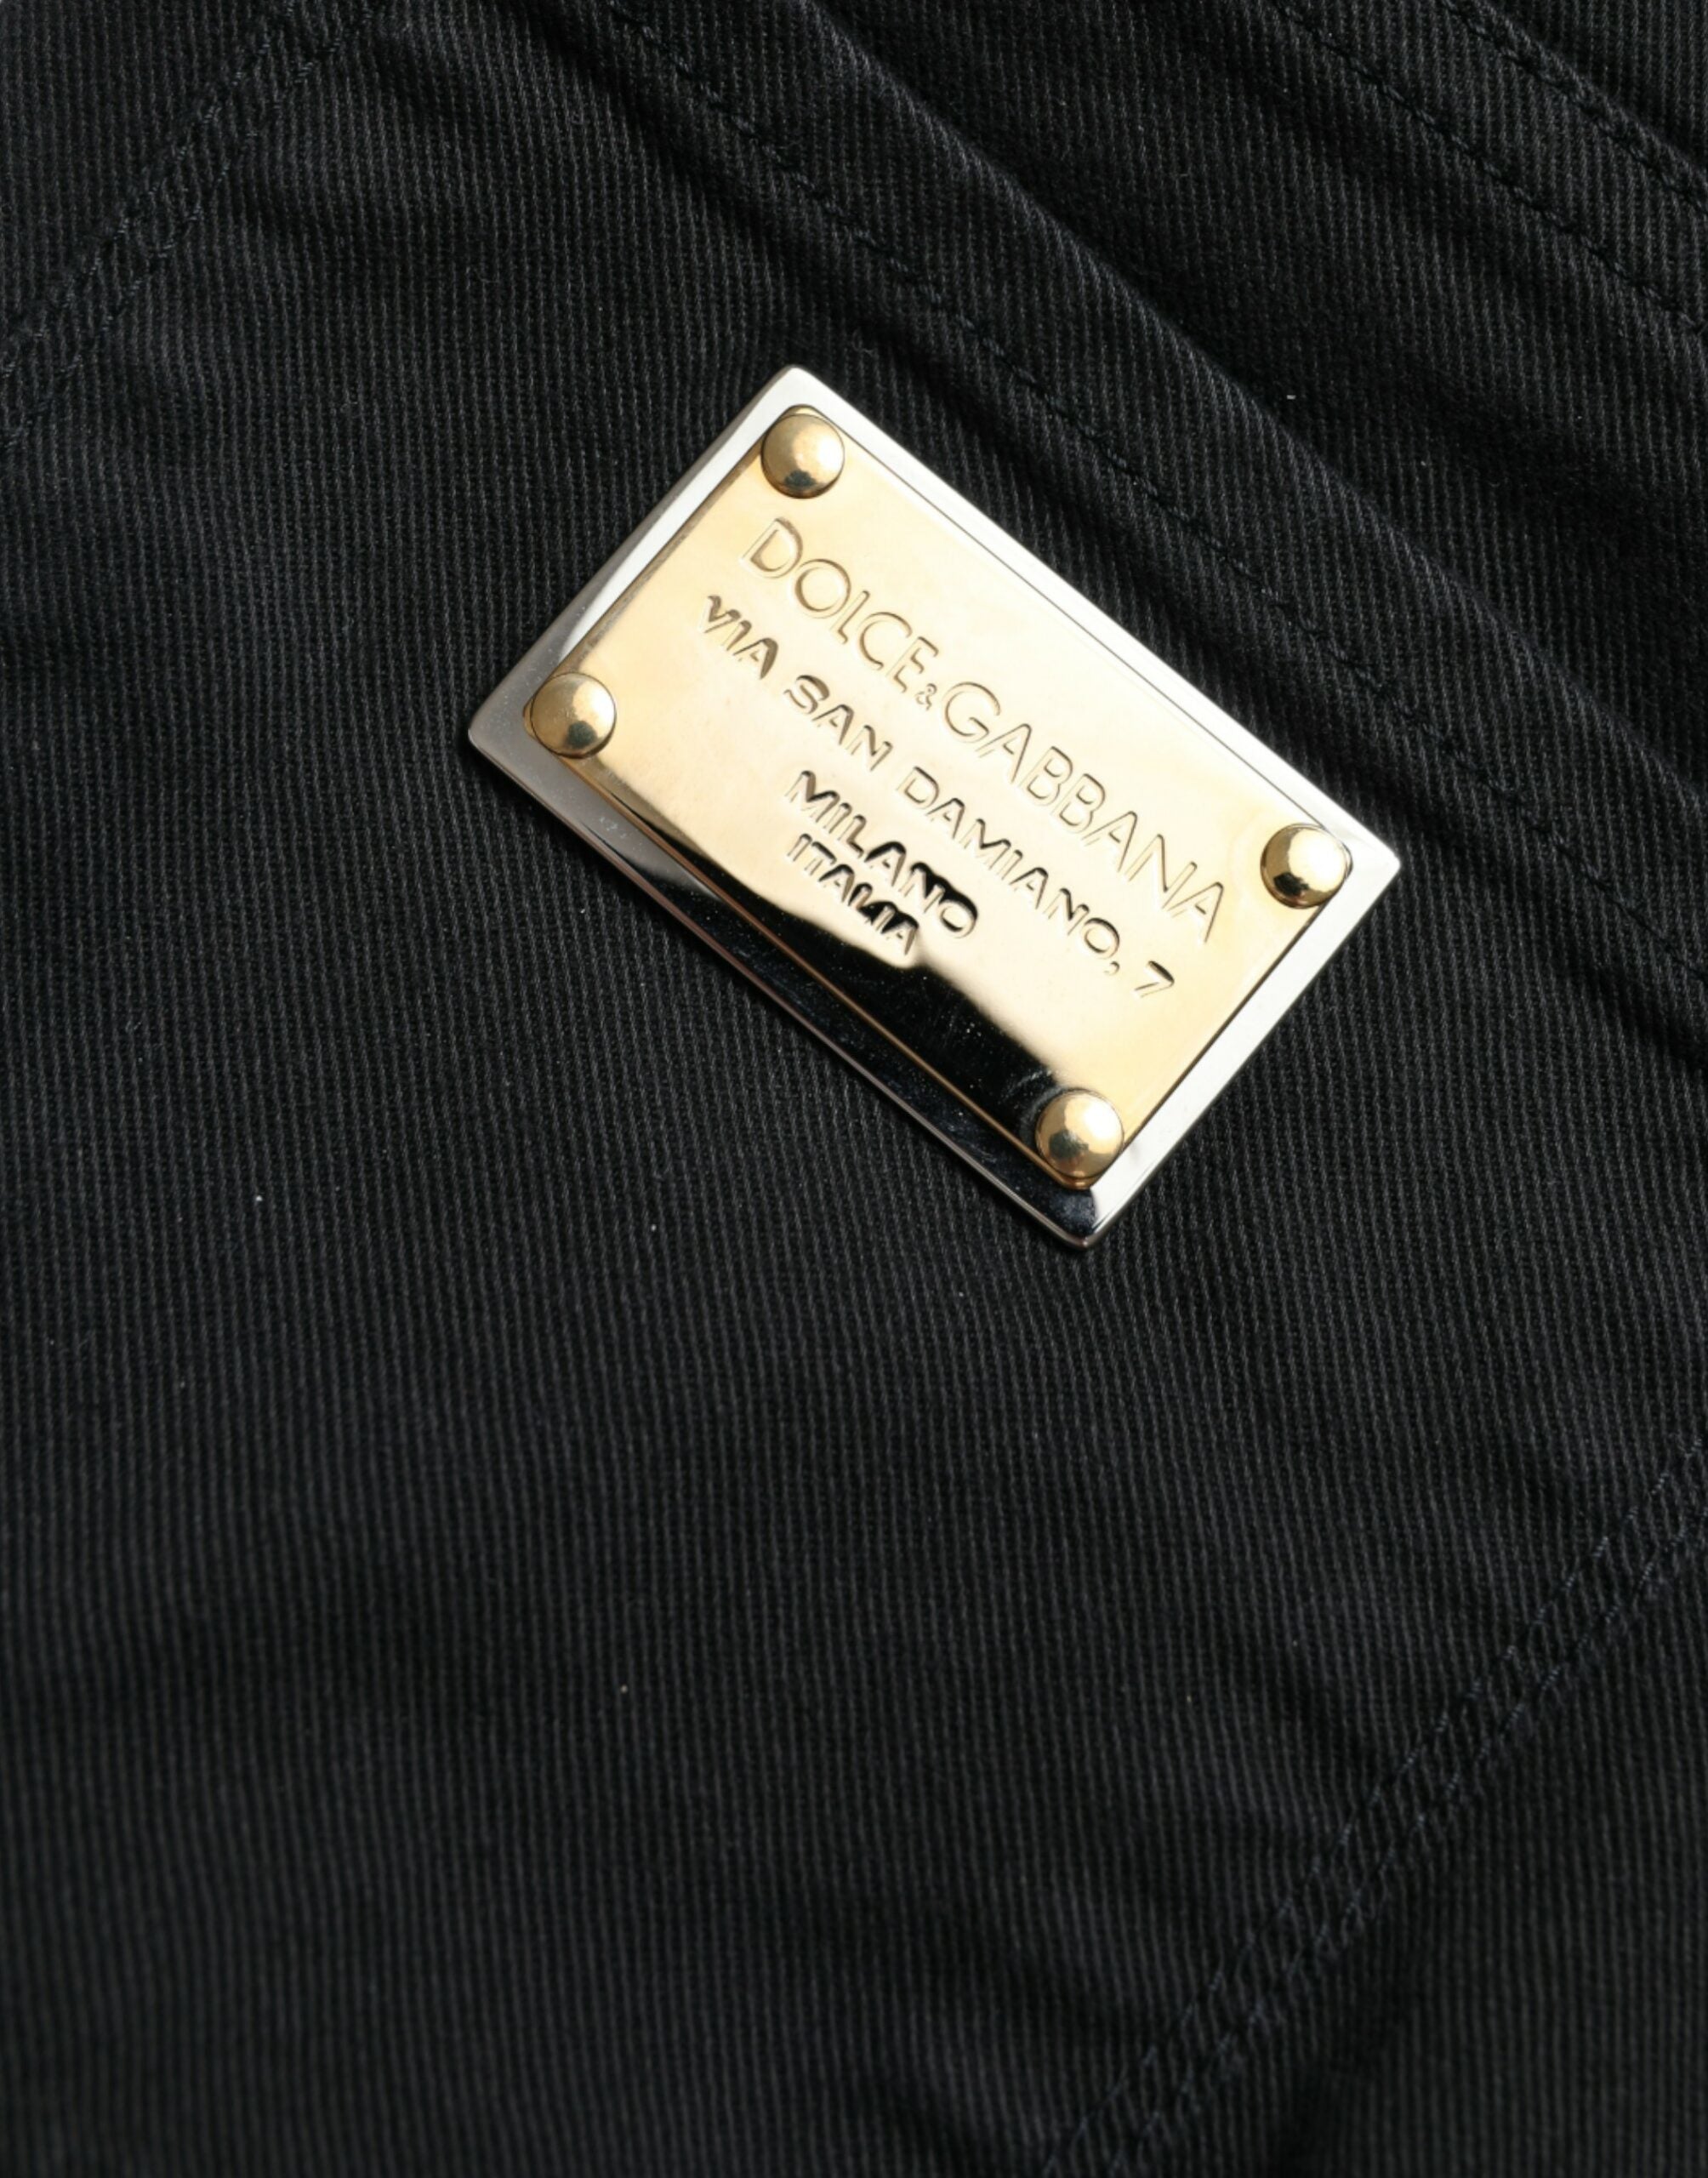 DOLCE&GABBANA
VIA SAN DAMIANO, 7
MILANO
ITALIA